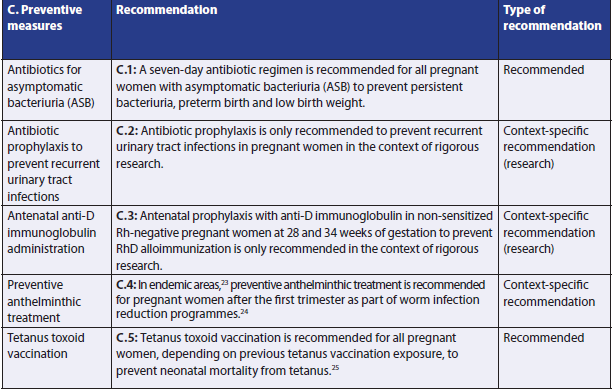 C. Preventive measures
Recommendation
Type of recommendation
Antibiotics for
asymptomatic
bacteriuria (ASB)
C.1: A seven-day antibiotic regimen is recommended for all pregnant
women with asymptomatic bacteriuria (ASB) to prevent persistent
bacteriuria, preterm birth and low birth weight.
Recommended
Antibiotic
prophylaxis to
prevent recurrent
urinary tract
infections
C.2: Antibiotic prophylaxis is only recommended to prevent recurrent
urinary tract infections in pregnant women in the context of rigorous
research.
Context-specific
recommendation
(research)
Antenatal anti-D
immunoglobulin
administration
C.3: Antenatal prophylaxis with anti-D immunoglobulin in non-sensitized
Rh-negative pregnant women at 28 and 34 weeks of gestation to prevent
RhD alloimmunization is only recommended in the context of rigorous
research.
Context-specific
recommendation
(research)
Preventive
anthelminthic
treatment
C.4: In endemic areas,23 preventive anthelminthic treatment is recommended
for pregnant women after the first trimester as part of worm infection
reduction programmes.24
Context-specific
recommendation
Tetanus toxoid
vaccination
C.5: Tetanus toxoid vaccination is recommended for all pregnant
women, depending on previous tetanus vaccination exposure, to
prevent neonatal mortality from tetanus.25
Recommended